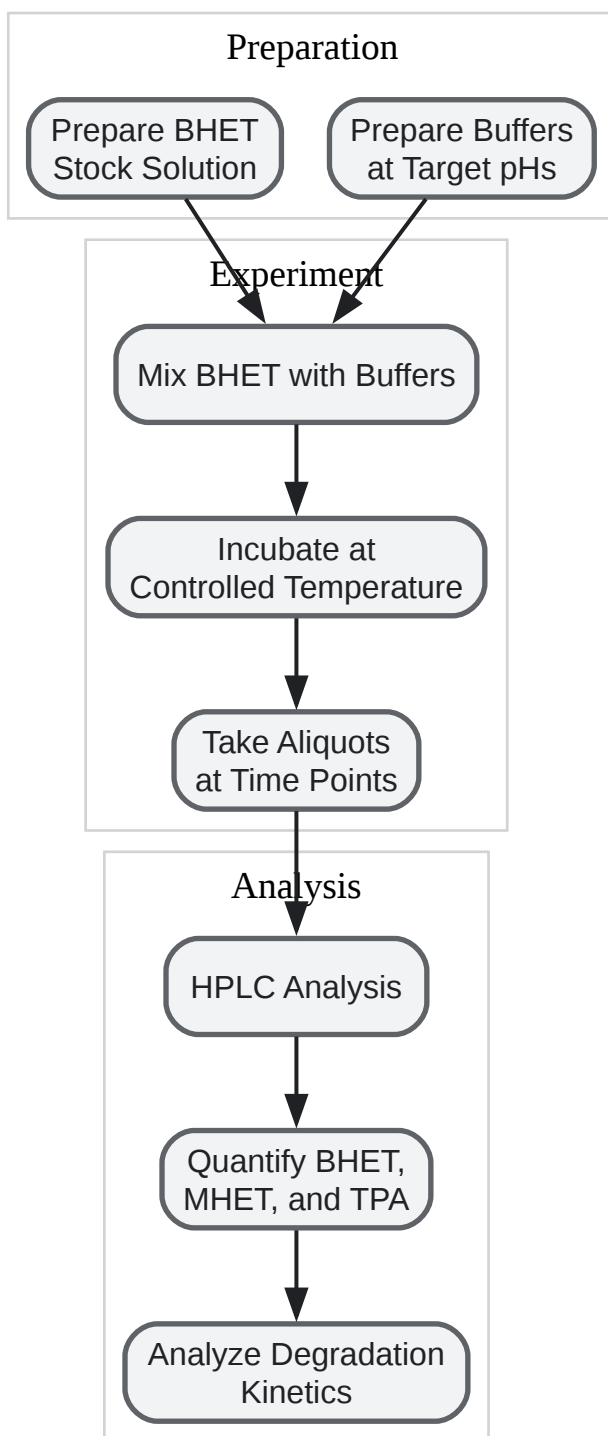 Preparation
Prepare BHET
Stock Solution
Prepare Buffers
at Target pHs
Experiment
Mix BHET with Buffers
Incubate at
Controlled Temperature
Take Aliquots
at Time Points
Analysis
HPLC Analysis
Quantify BHET,
MHET, and TPA
Analyze Degradation
Kinetics